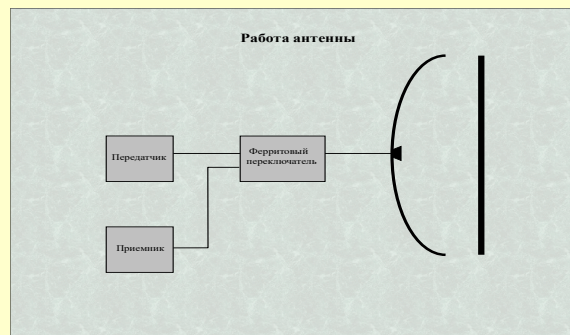 Работа антенны
Передатчик
Ферритовый
переключатель
Приемник